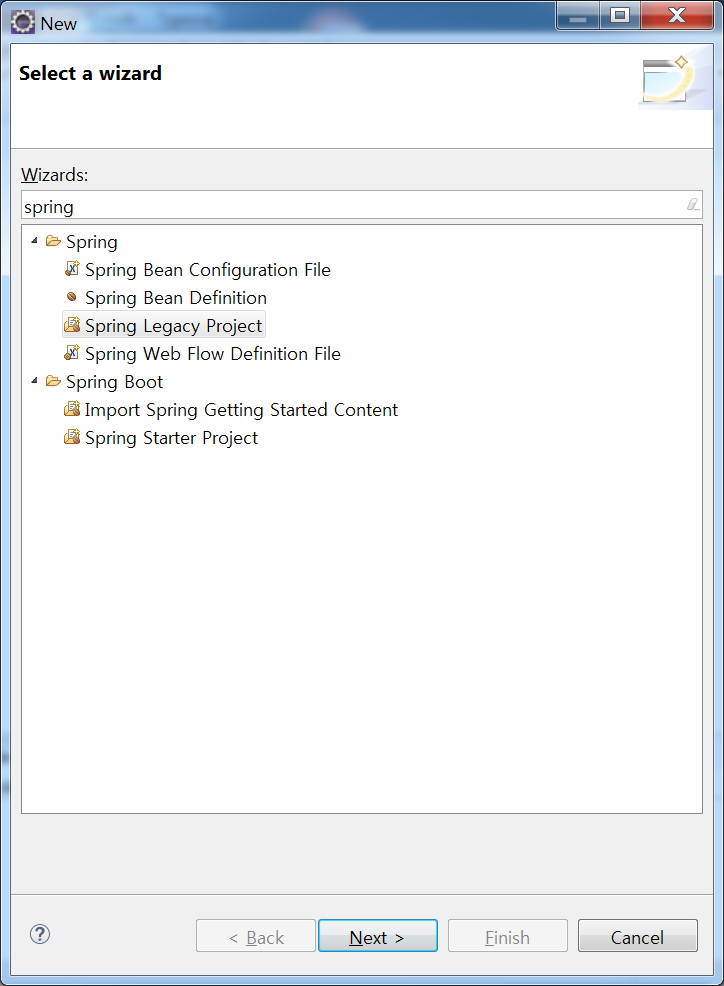 New
Select a wizard
Wizards:
spring
Spring
Spring Bean Configuration File
Spring Bean Definition
Spring Legacy Project
Spring Web Flow Definition File
Spring Boot
Import Spring Getting Started Content
Spring Starter Project
? < Back Next > Finish Cancel